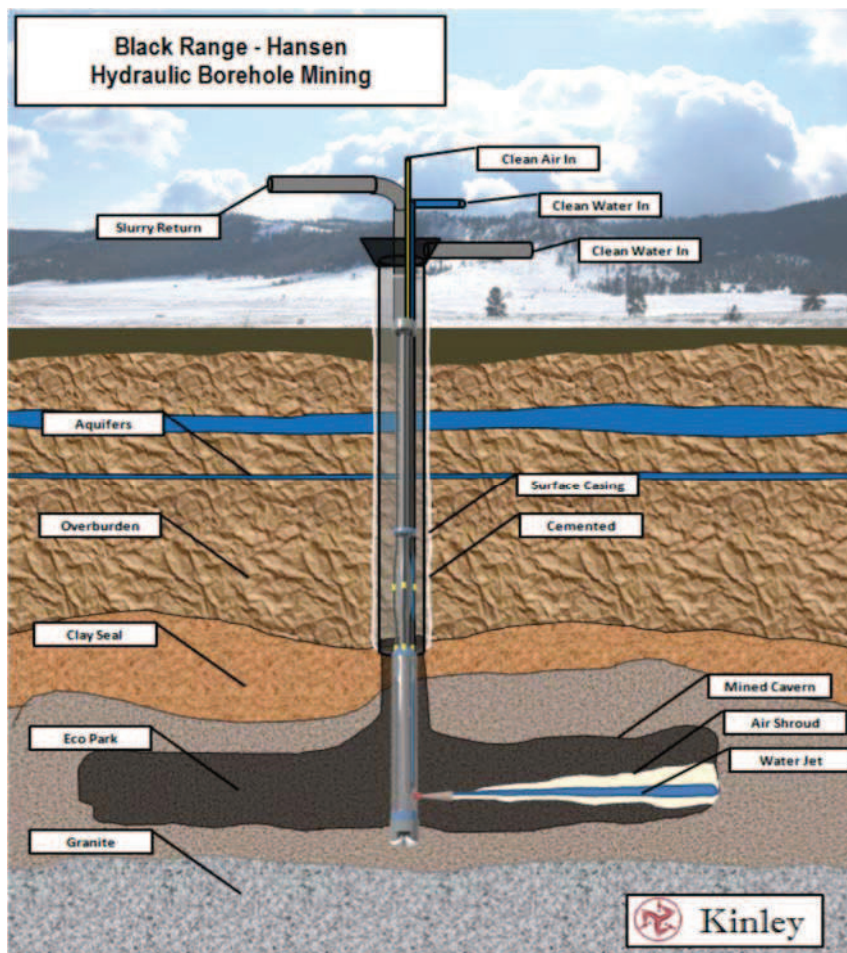 Black Range - Hansen
Hydraulic Borehole Mining
Clean Air In
Clean Water In
Slurry Return
Clean Water In
Aquifers
Surface Casing
Overburden
Cemented
Clay Seal
Mined Cavern
Air Shroud
Eco Park
Water Jet
Granite
Kinley